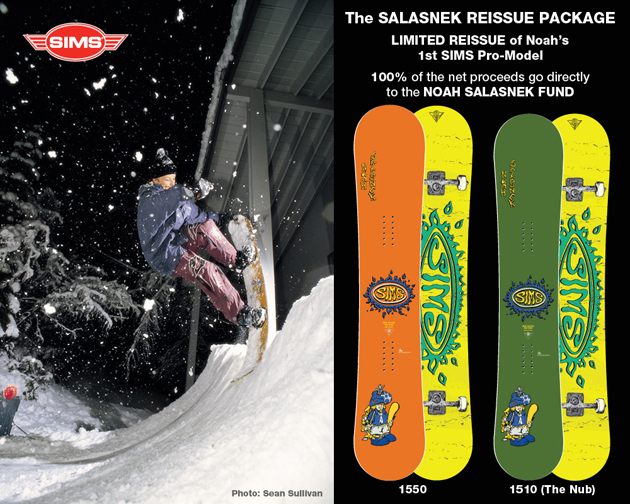 SIMS
The SALASNEK REISSUE PACKAGE
LIMITED REISSUE of Noah's
1st SIMS Pro-Model
100% of the net proceeds go directly
to the NOAH SALASNEK FUND
SIMS
SIMS
SIMS
SIMS
1550
1510 (The Nub)
Photo: Sean Sullivan